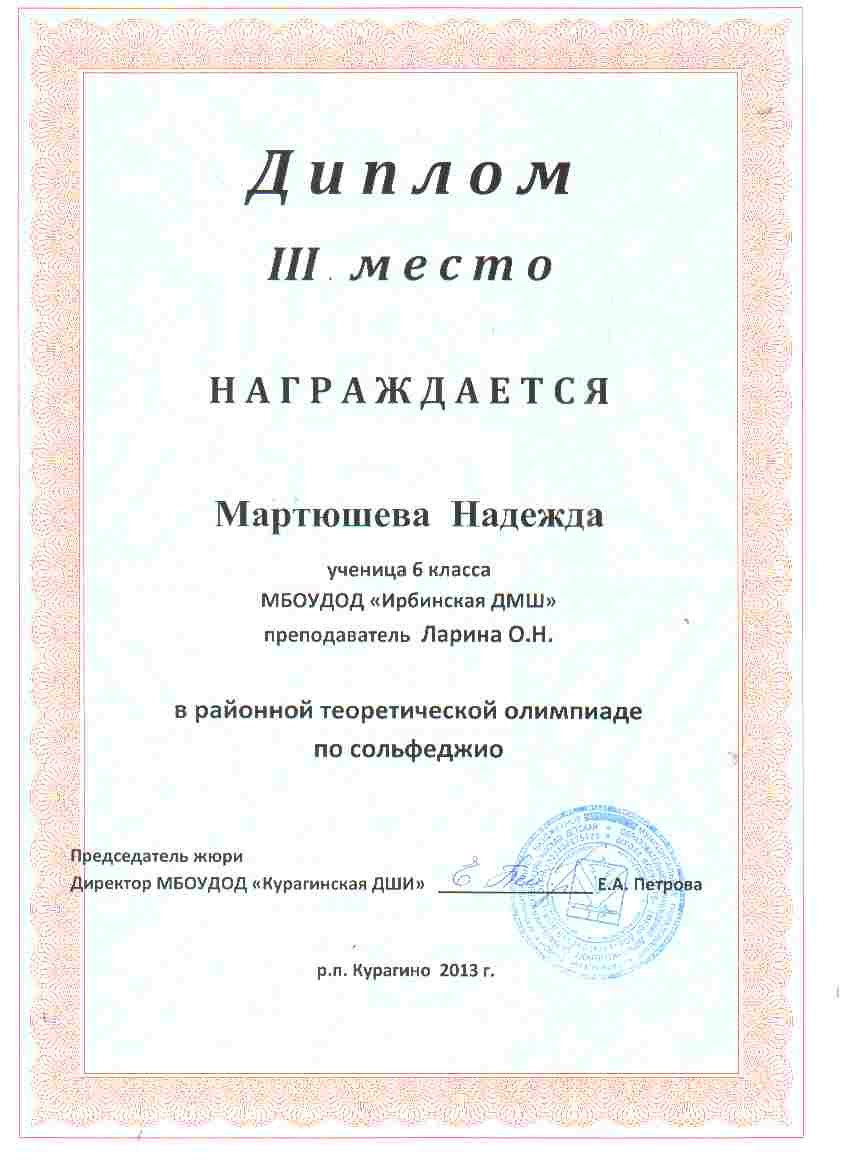 Диплом
III место
НАГРАЖДАЕТСЯ
Мартюшева Надежда
ученица 6 класса
МБОУДОД «Ирбинская ДМШ»
преподаватель Ларина О.Н.
в районной теоретической олимпиаде
по сольфеджио
Председатель жюри
Директор МБОУДОД «Курагинская ДШИ» Е.А. Петрова
р.п. Курагино 2013 г.